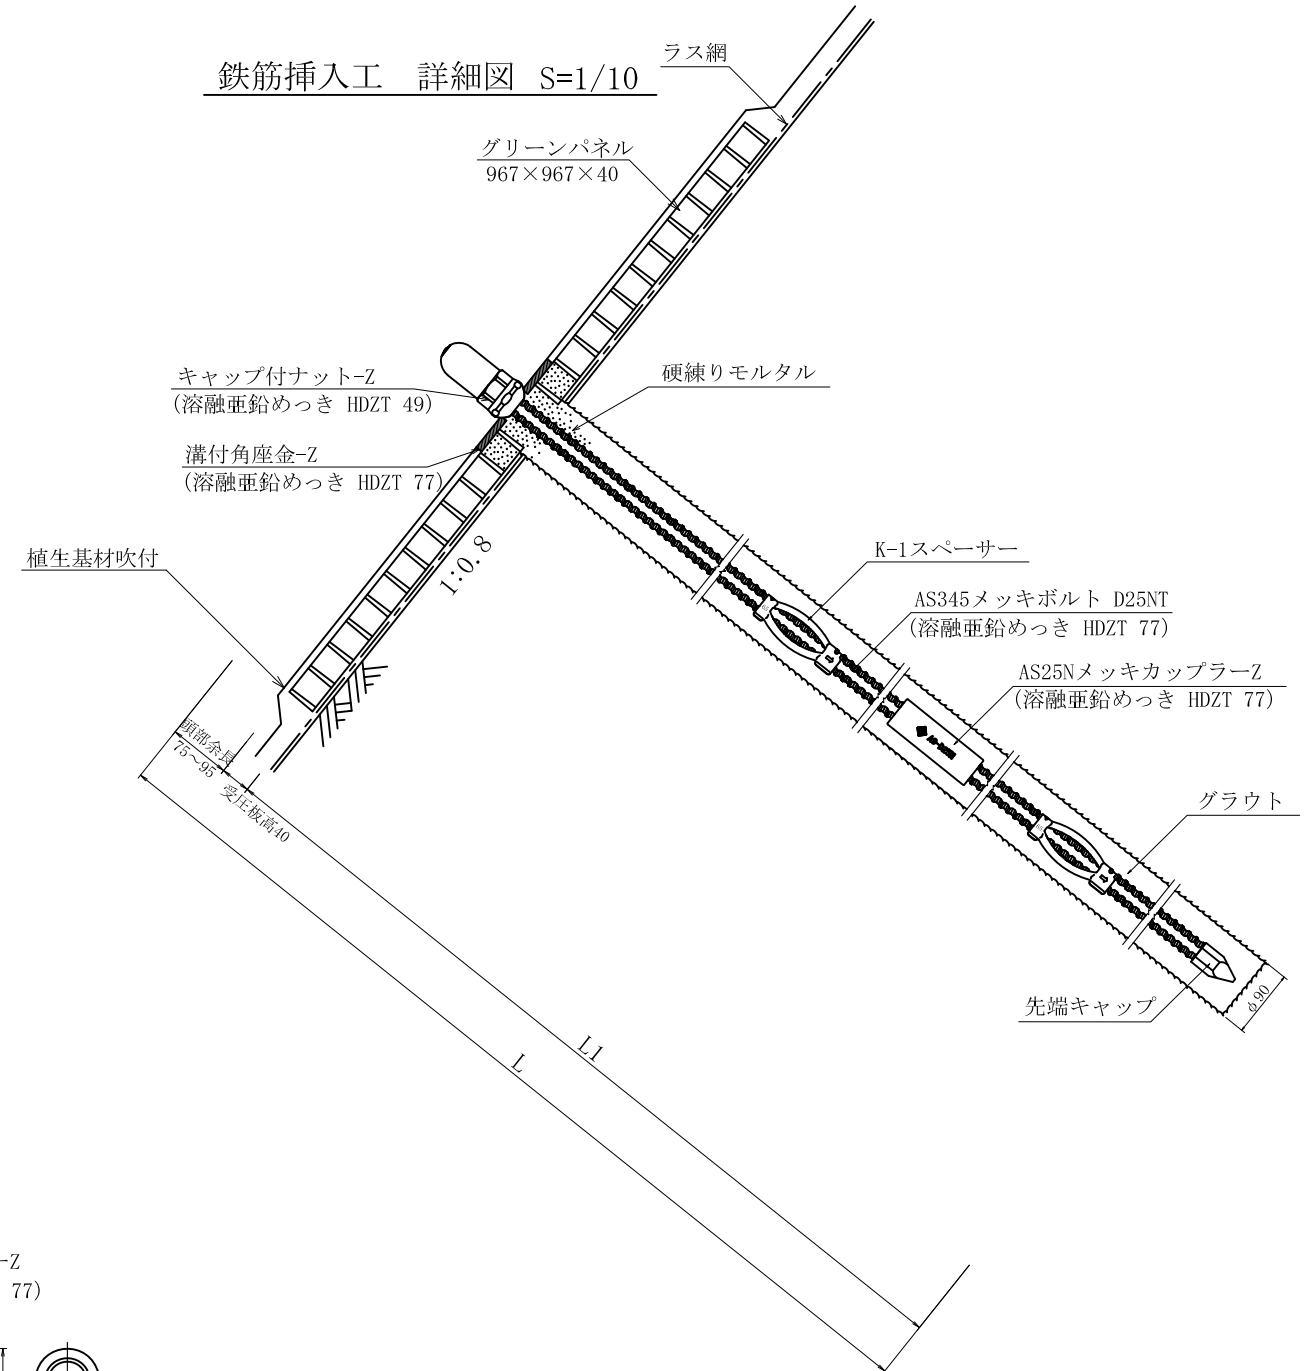 鉄筋挿入工　詳細図　S=1/10
ラス網
グリーンパネル
967×967×40
キャップ付ナット-Z
(溶融亜鉛めっき HDZT 49)
硬練りモルタル
溝付角座金-Z
(溶融亜鉛めっき HDZT 77)
植生基材吹付
1:0.8
K-1スペーサー
AS345メッキボルト D25NT
(溶融亜鉛めっき HDZT 77)
AS25NメッキカップラーZ
(溶融亜鉛めっき HDZT 77)
頭部余長
75～95
受圧板高40
グラウト
先端キャップ
φ90
L1
L
-Z
77)